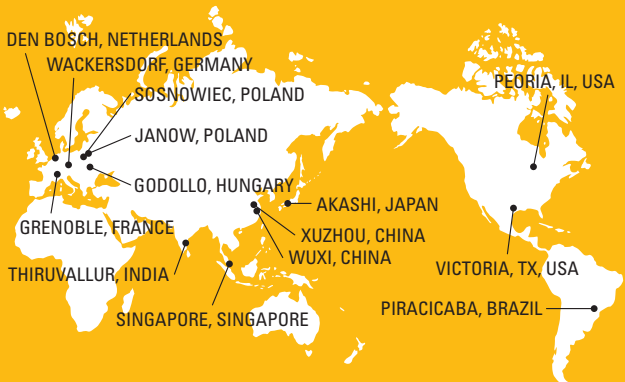 DEN BOSCH, NETHERLANDS
WACKERSDORF, GERMANY
SOSNOWIEC, POLAND
JANOW, POLAND
GODOLLO, HUNGARY
GRENOBLE, FRANCE
THIRUVALLUR, INDIA
SINGAPORE, SINGAPORE
AKASHI, JAPAN
XUZHOU, CHINA
WUXI, CHINA
PEORIA, IL, USA
VICTORIA, TX, USA
PIRACICABA, BRAZIL